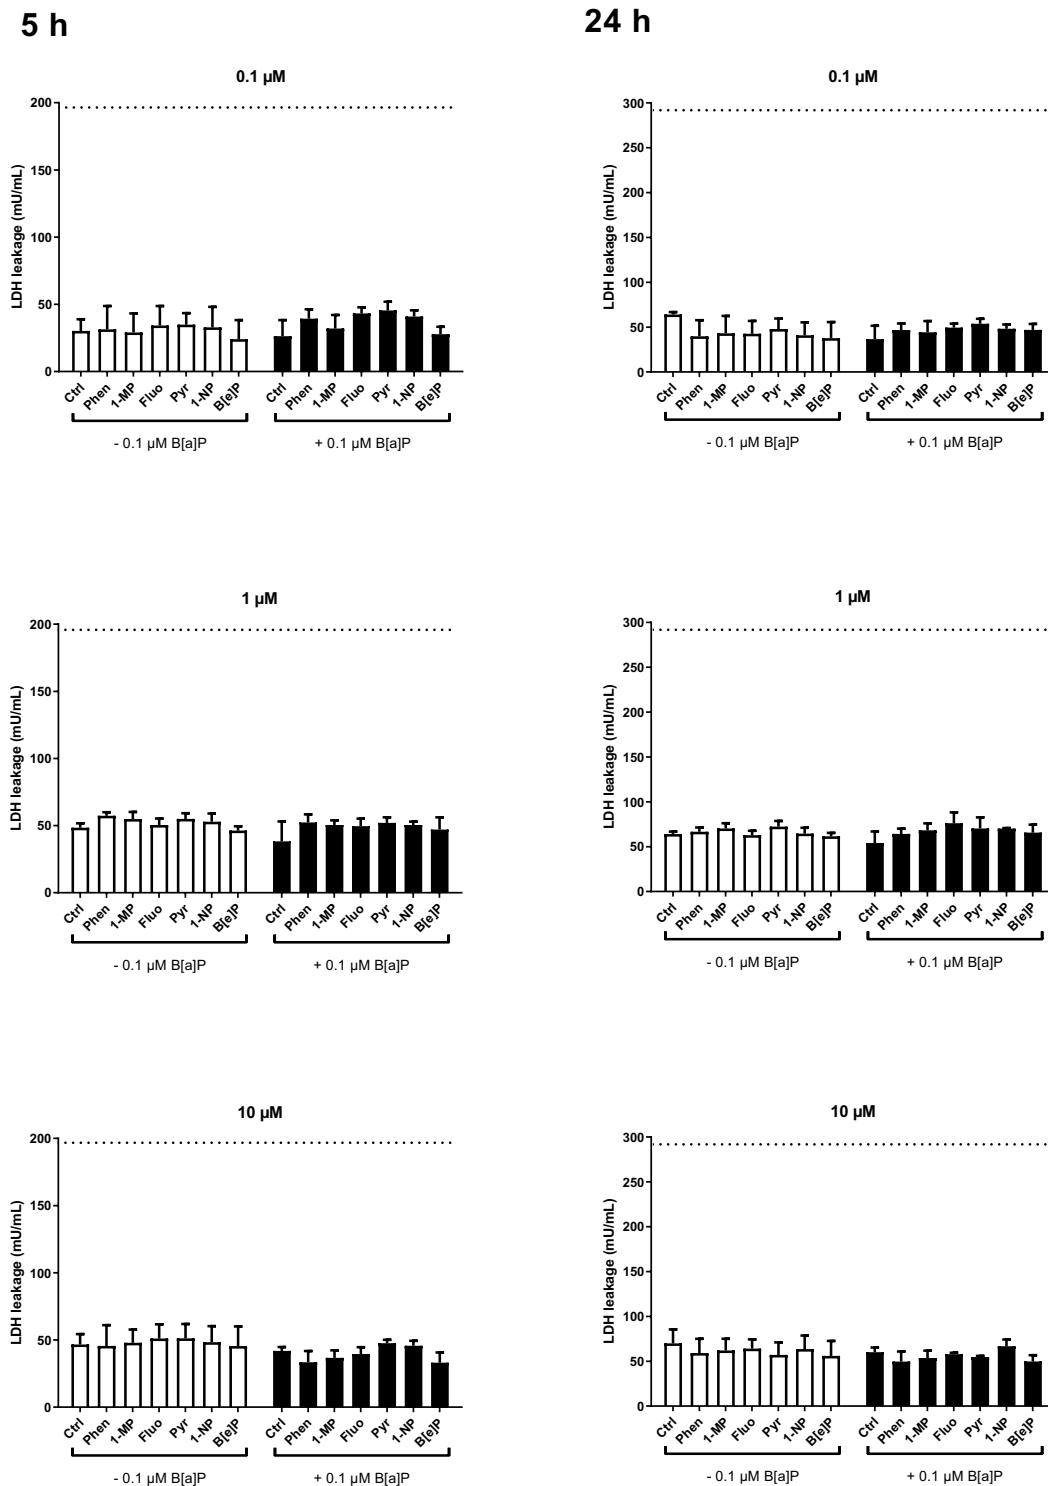 5 h
24 h
0.1 µM
LDH leakage (mU/mL)
200
150
100
50
0
Ctrl Phen 1-MP Fluo Pyr 1-NP B[e]P Ctrl Phen 1-MP Fluo Pyr 1-NP B[e]P
- 0.1 µM B[a]P + 0.1 µM B[a]P
0.1 µM
LDH leakage (mU/mL)
300
250
200
150
100
50
0
Ctrl Phen 1-MP Fluo Pyr 1-NP B[e]P Ctrl Phen 1-MP Fluo Pyr 1-NP B[e]P
- 0.1 µM B[a]P + 0.1 µM B[a]P
1 µM
LDH leakage (mU/mL)
200
150
100
50
0
Ctrl Phen 1-MP Fluo Pyr 1-NP B[e]P Ctrl Phen 1-MP Fluo Pyr 1-NP B[e]P
- 0.1 µM B[a]P + 0.1 µM B[a]P
1 µM
LDH leakage (mU/mL)
300
250
200
150
100
50
0
Ctrl Phen 1-MP Fluo Pyr 1-NP B[e]P Ctrl Phen 1-MP Fluo Pyr 1-NP B[e]P
- 0.1 µM B[a]P + 0.1 µM B[a]P
10 µM
LDH leakage (mU/mL)
200
150
100
50
0
Ctrl Phen 1-MP Fluo Pyr 1-NP B[e]P Ctrl Phen 1-MP Fluo Pyr 1-NP B[e]P
- 0.1 µM B[a]P + 0.1 µM B[a]P
10 µM
LDH leakage (mU/mL)
300
250
200
150
100
50
0
Ctrl Phen 1-MP Fluo Pyr 1-NP B[e]P Ctrl Phen 1-MP Fluo Pyr 1-NP B[e]P
- 0.1 µM B[a]P + 0.1 µM B[a]P